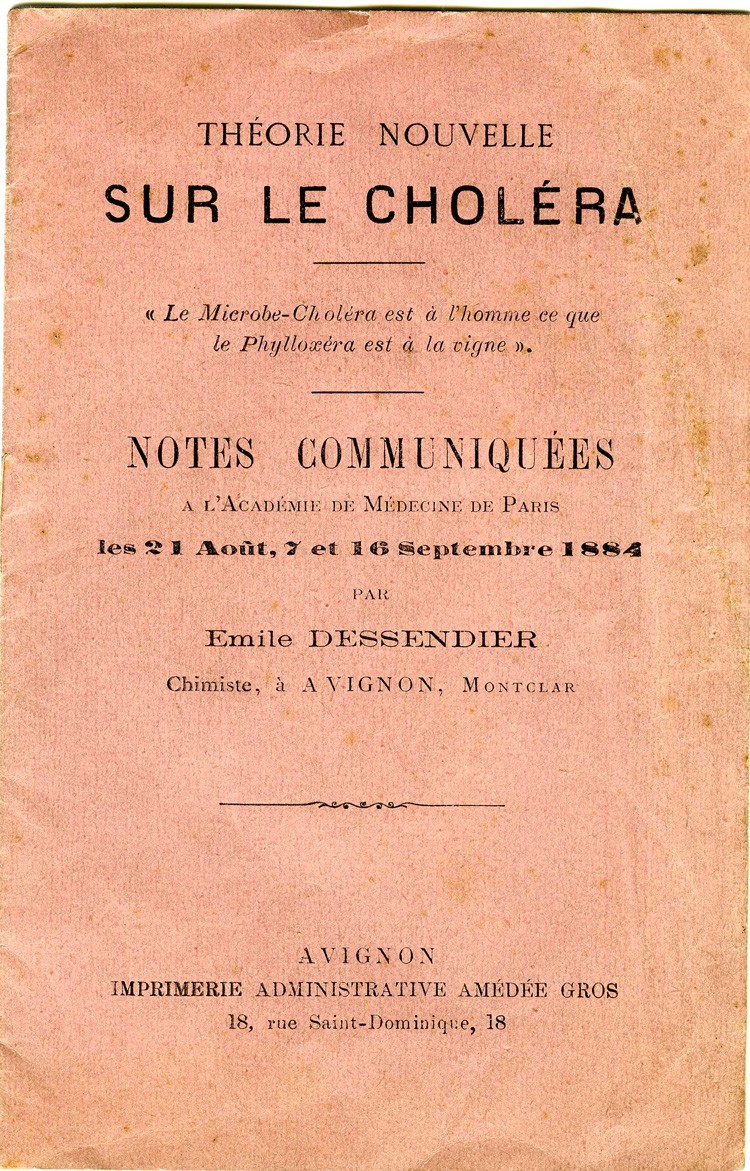 THÉORIE NOUVELLE
SUR LE CHOLÉRA
« Le Microbe-Choléra est à l'homme ce que
le Phylloxéra est à la vigne ».
NOTES COMMUNIQUÉES
A L'ACADÉMIE DE MÉDECINE DE PARIS
les 21 Août, 7 et 16 Septembre 1884
PAR
Emile DESSENDIER
Chimiste, à AVIGNON, MONTCLAR
AVIGNON
IMPRIMERIE ADMINISTRATIVE AMÉDÉE GROS
18, rue Saint-Dominique, 18